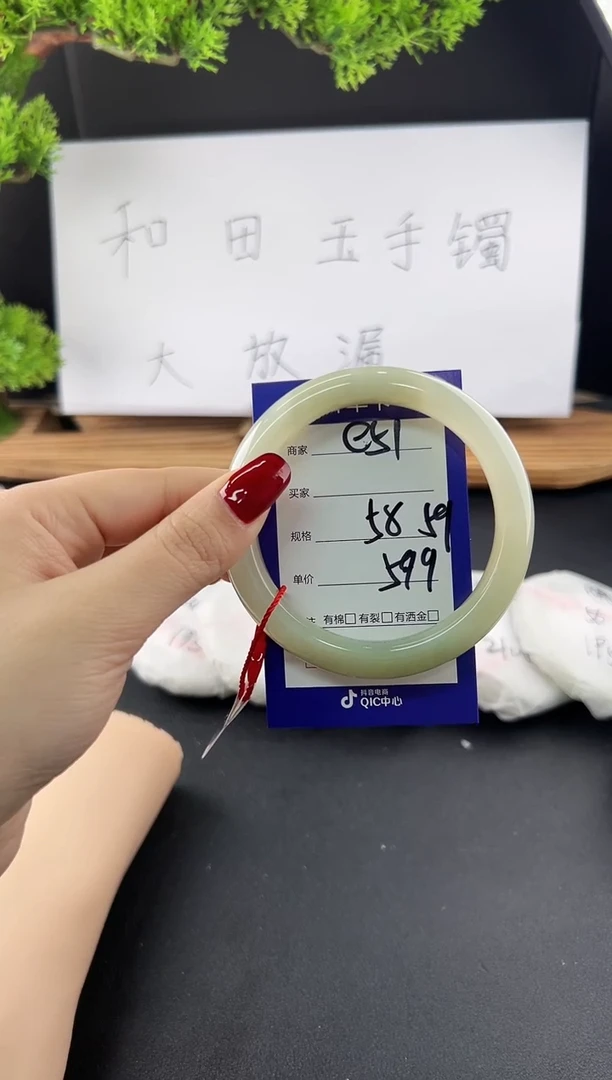 和田玉手镯
大放漏
商家 e51
买家
规格 58 59
单价 599
有棉□ 有裂□ 有洒金□
抖音电商
QIC中心